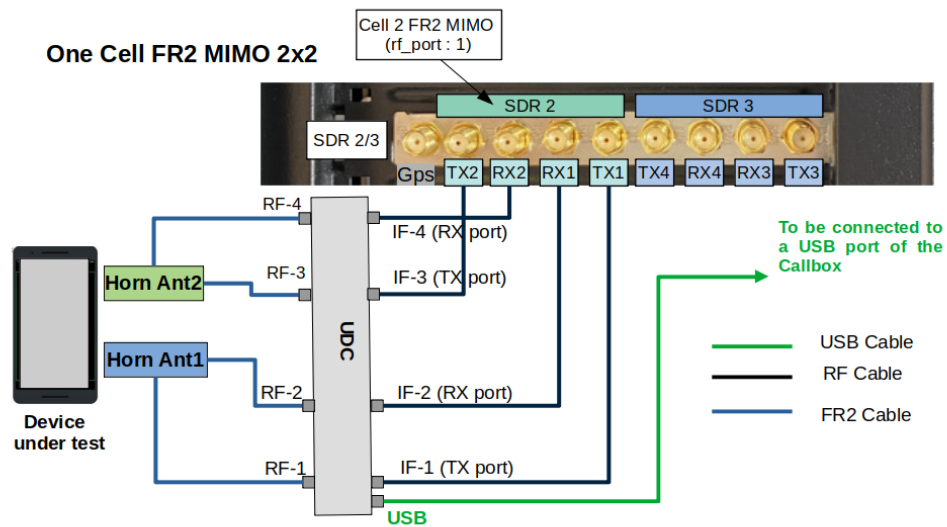 Cell 2 FR2 MIMO
(rf_port : 1)
One Cell FR2 MIMO 2x2
SDR 2
SDR 3
SDR 2/3
Gps
TX2
RX2
RX1
TX1
TX4
RX4
RX3
TX3
RF-4
IF-4 (RX port)
To be connected to
a USB port of the
Callbox
Horn Ant2
RF-3
IF-3 (TX port)
UDC
Horn Ant1
USB Cable
RF Cable
FR2 Cable
RF-2
IF-2 (RX port)
Device
under test
RF-1
IF-1 (TX port)
USB